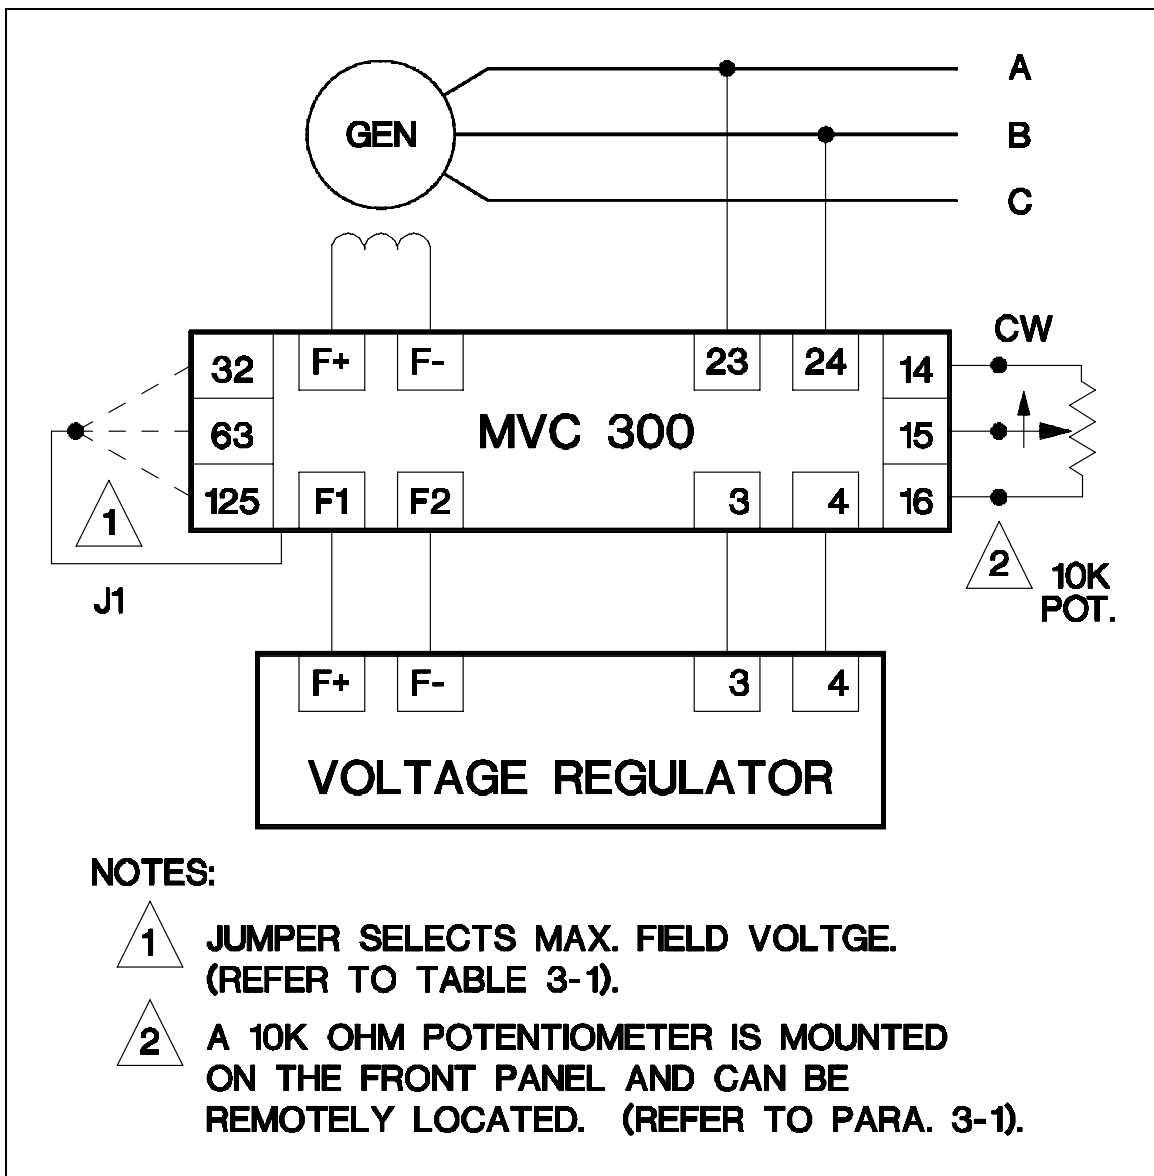 A
GEN
B
C
CW
32
F+
F-
23
24
14
63
MVC 300
15
125
F1
F2
3
4
16
1
2
10K
POT.
J1
F+
F-
3
4
VOLTAGE REGULATOR
NOTES:
1
JUMPER SELECTS MAX. FIELD VOLTGE.
(REFER TO TABLE 3-1).
2
A 10K OHM POTENTIOMETER IS MOUNTED
ON THE FRONT PANEL AND CAN BE
REMOTELY LOCATED. (REFER TO PARA. 3-1).